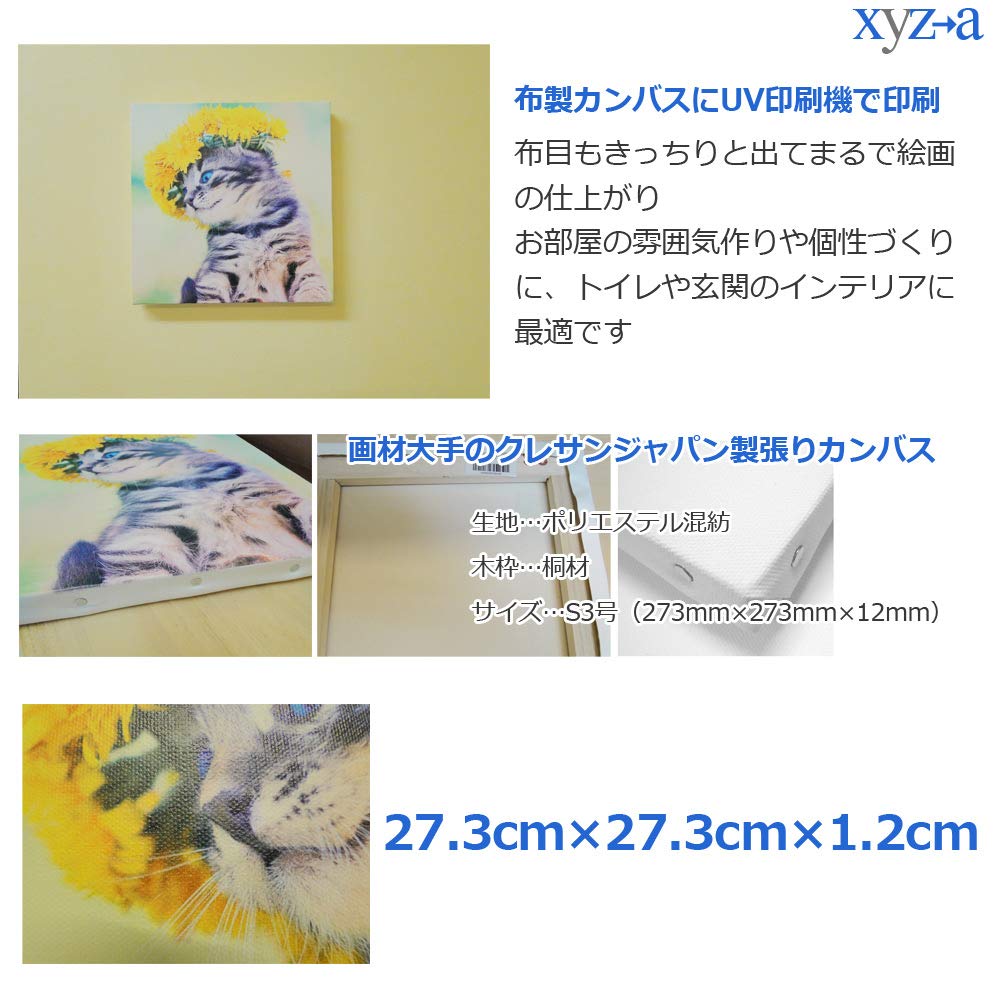 xyz→a
布製カンバスにUV印刷機で印刷
布目もきっちりと出てまるで絵画
の仕上がり
お部屋の雰囲気作りや個性づくり
に、トイレや玄関のインテリアに
最適です
画材大手のクレサンジャパン製張りカンバス
生地…ポリエステル混紡
木枠…桐材
サイズ…S3号（273mm×273mm×12mm）
27.3cm×27.3cm×1.2cm